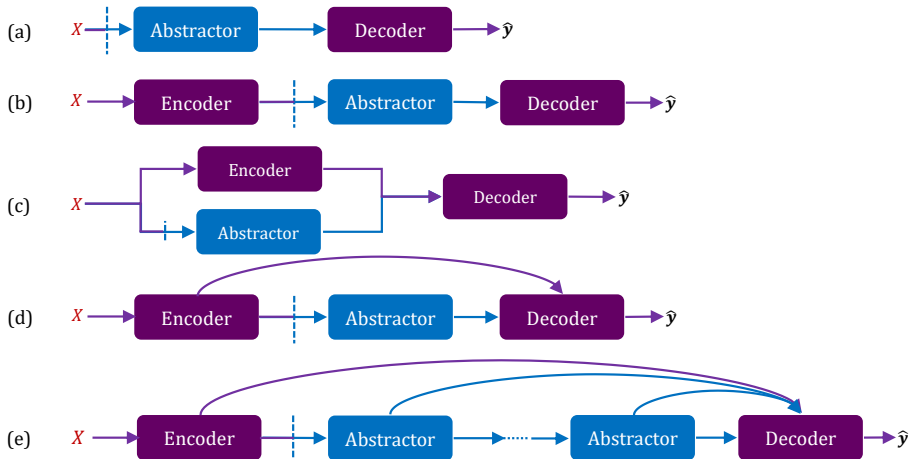 (a) X Abstractor Decoder ŷ
(b) X Encoder Abstractor Decoder ŷ
Encoder
(c) X Decoder ŷ
Abstractor
(d) X Encoder Abstractor Decoder ŷ
(e) X Encoder Abstractor ...... Abstractor Decoder ŷ